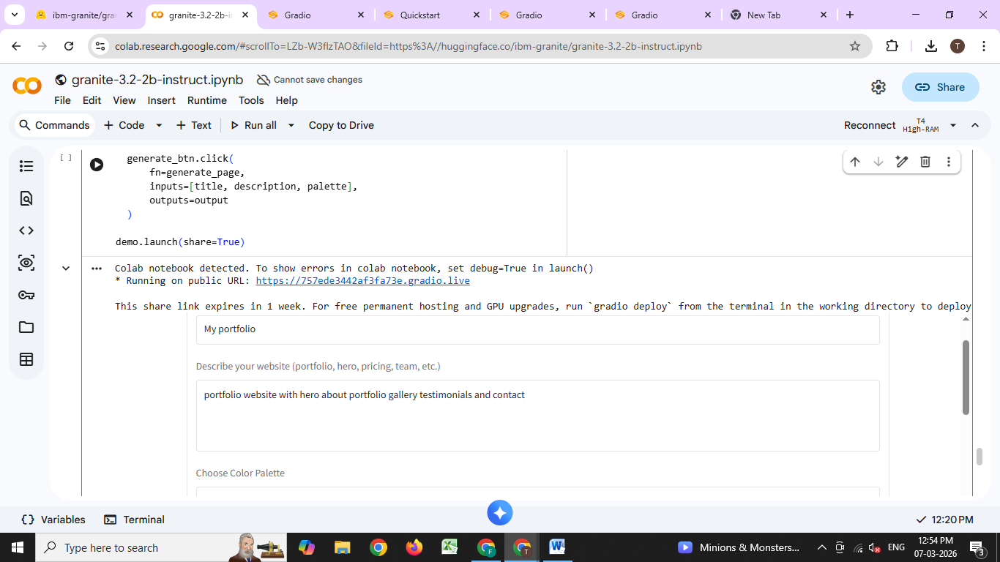 ibm-granite/gra
granite-3.2-2b-i
Gradio
Quickstart
Gradio
Gradio
New Tab
colab.research.google.com/#scrollTo=LZb-W3flzTAO&fileId=https%3A//huggingface.co/ibm-granite/granite-3.2-2b-instruct.ipynb
T
granite-3.2-2b-instruct.ipynb
Cannot save changes
File Edit View Insert Runtime Tools Help
Share
Commands + Code + Text Run all Copy to Drive
Reconnect T4 High-RAM
[ ]
generate_btn.click(
fn=generate_page,
inputs=[title, description, palette],
outputs=output
)
demo.launch(share=True)
Colab notebook detected. To show errors in colab notebook, set debug=True in launch()
* Running on public URL: https://757ede3442af3fa73e.gradio.live
This share link expires in 1 week. For free permanent hosting and GPU upgrades, run `gradio deploy` from the terminal in the working directory to deploy
My portfolio
Describe your website (portfolio, hero, pricing, team, etc.)
portfolio website with hero about portfolio gallery testimonials and contact
Choose Color Palette
Variables Terminal
12:20 PM
Type here to search
Minions & Monsters...
ENG
12:54 PM
07-03-2026
3